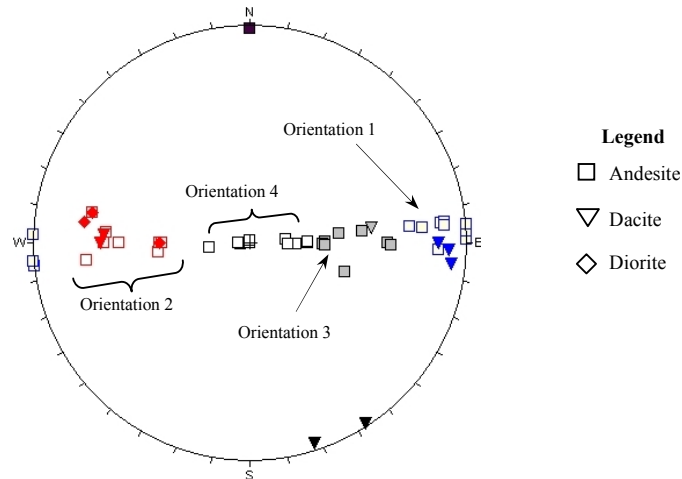 N
Orientation 1
Legend
Andesite
Orientation 4
Dacite
W
E
Diorite
Orientation 2
Orientation 3
S